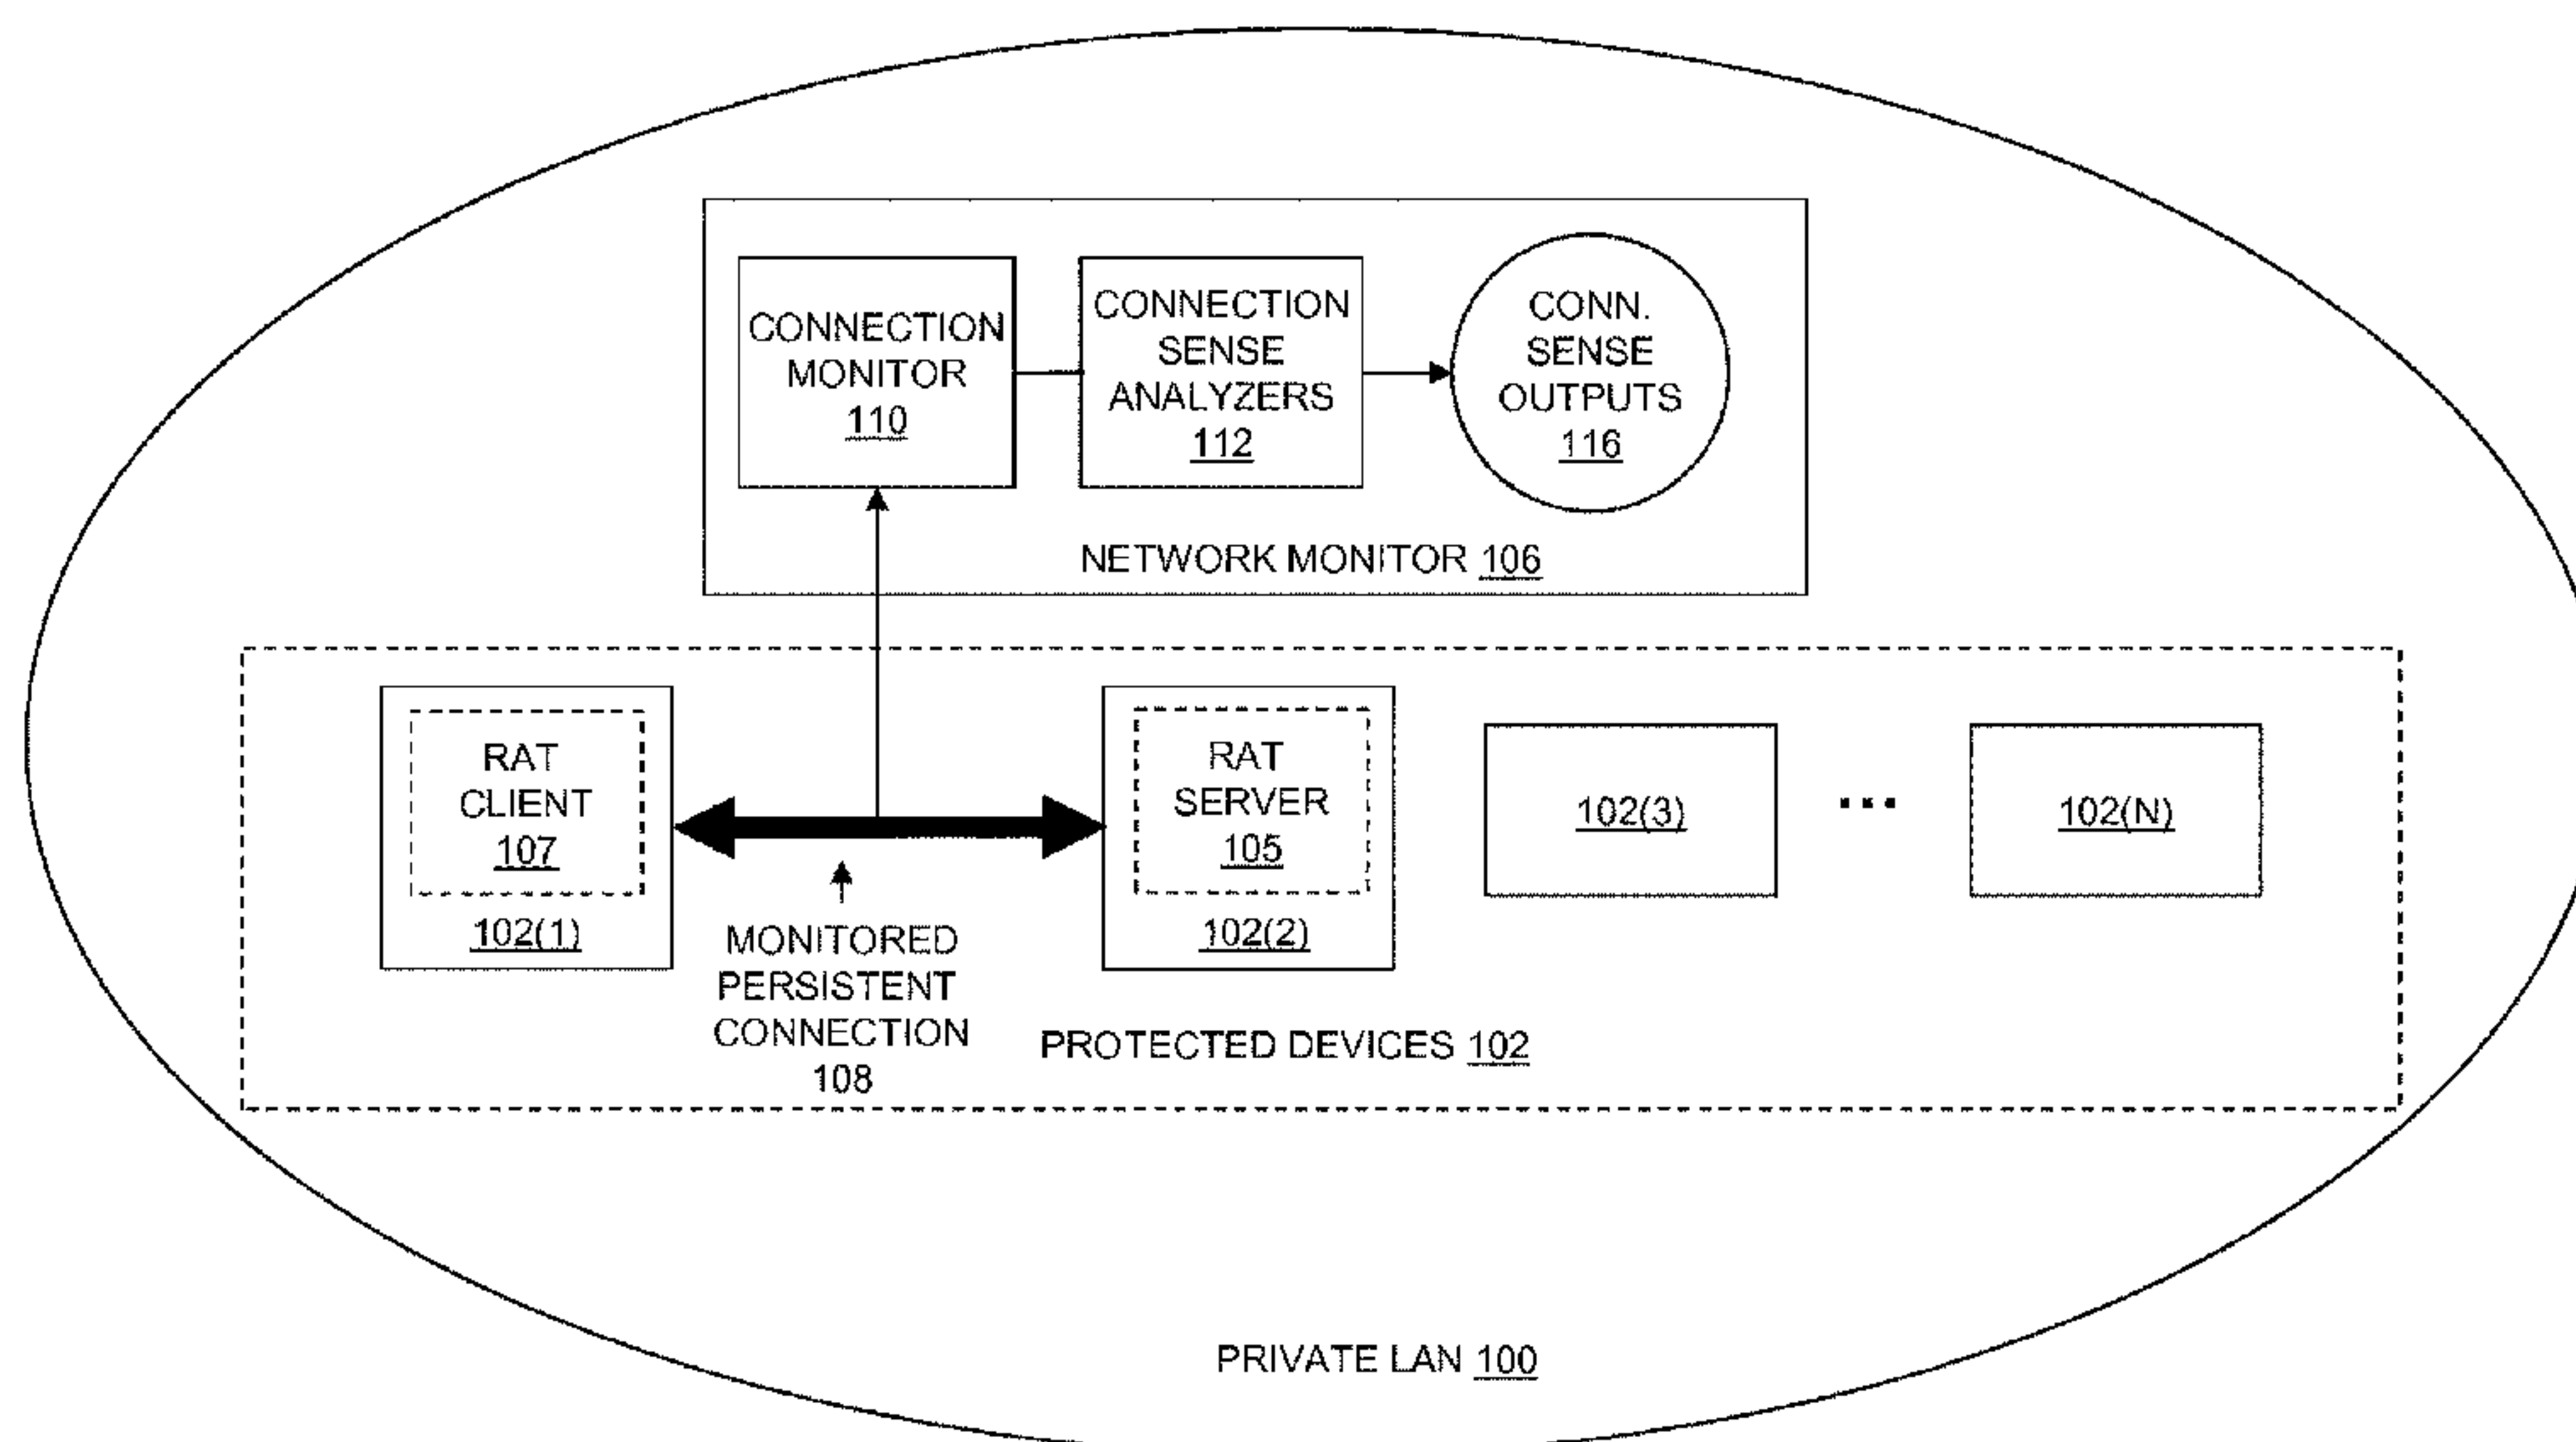 CONNECTION
MONITOR
110
CONNECTION
SENSE
ANALYZERS
112
CONN.
SENSE
OUTPUTS
116
NETWORK MONITOR 106
RAT
CLIENT
107
102(1)
MONITORED
PERSISTENT
CONNECTION
108
RAT
SERVER
105
102(2)
102(3)
...
102(N)
PROTECTED DEVICES 102
PRIVATE LAN 100